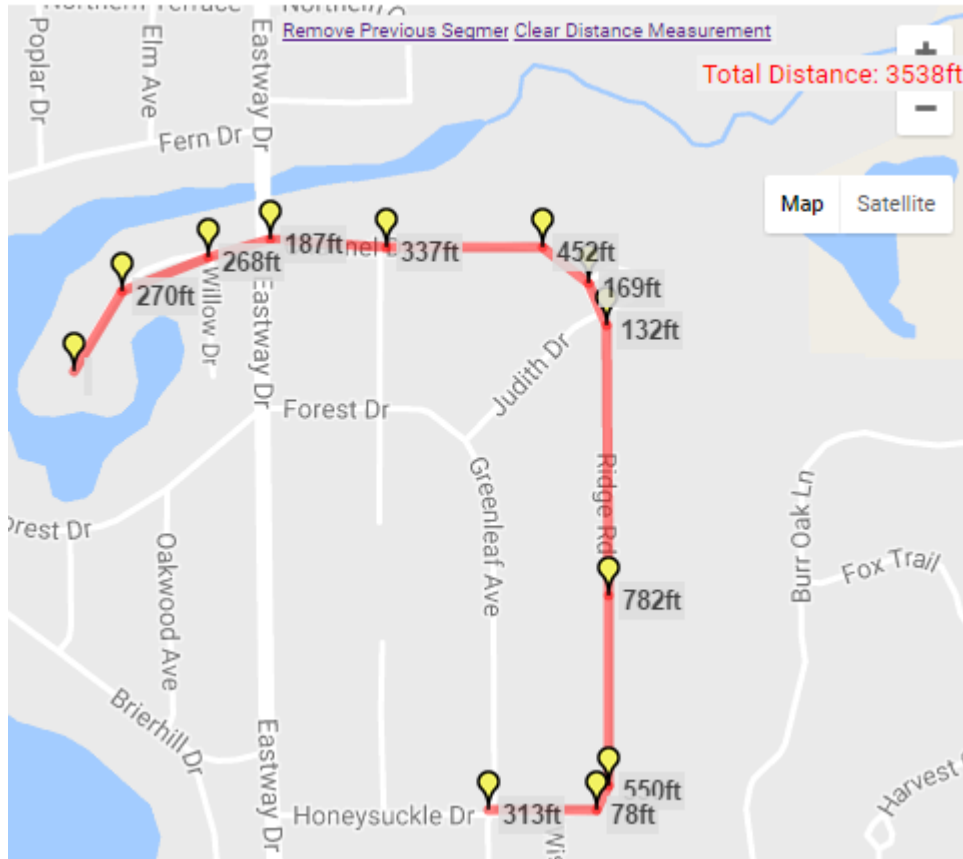 Northern Terrace
Remove Previous Segmer Clear Distance Measurement
Total Distance: 3538ft
+
−
Poplar Dr
Elm Ave
Eastway Dr
Fern Dr
Map
Satellite
187ft
337ft
452ft
268ft
169ft
270ft
132ft
Willow Dr
Eastway Dr
Judith Dr
Forest Dr
Greenleaf Ave
Ridge Rd
Burr Oak Ln
orest Dr
Oakwood Ave
Fox Trail
782ft
Brierhill Dr
Eastway Dr
550ft
Honeysuckle Dr
313ft
78ft
Wis
Harvest